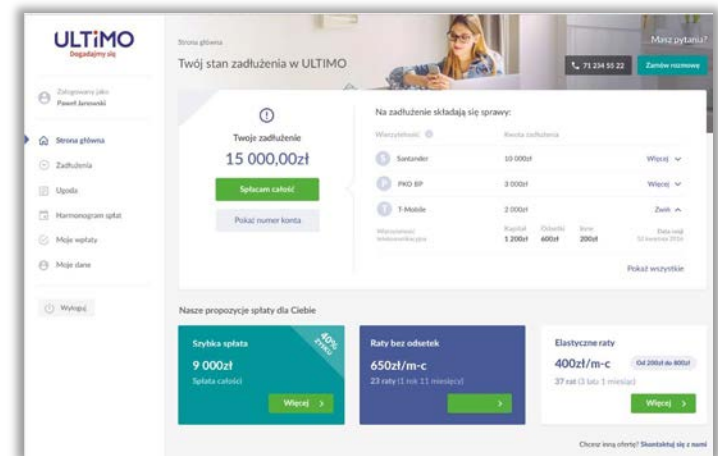 ULTIMO
Dogadajmy się
Zalogowany jako
Paweł Janowski
Strona główna
Zadłużenia
Ugoda
Harmonogram spłat
Moje wpłaty
Moje dane
Wyloguj
Strona główna
Twój stan zadłużenia w ULTIMO
Masz pytania?
71 234 55 22
Zamów rozmowę
Twoje zadłużenie
15 000,00zł
Spłacam całość
Pokaż numer konta
Na zadłużenie składają się sprawy:
Wierzytelność
Kwota zadłużenia
S Santander 10 000zł Więcej
P PKO BP 3 000zł Więcej
T T-Mobile 2 000zł Zwiń
Wierzytelność
telekomunikacyjna
Kapitał Odsetki Inne
1 200zł 600zł 200zł
Pokaż wszystkie
Nasze propozycje spłaty dla Ciebie
Szybka spłata
40%
ZYSKU
9 000zł
Spłata całości
Więcej >
Raty bez odsetek
650zł/m-c
23 raty (1 rok 11 miesięcy)
>
Elastyczne raty
400zł/m-c
Od 200zł do 800zł
37 rat (3 lata 1 miesiąc)
Więcej >
Chcesz inną ofertę? Skontaktuj się z nami